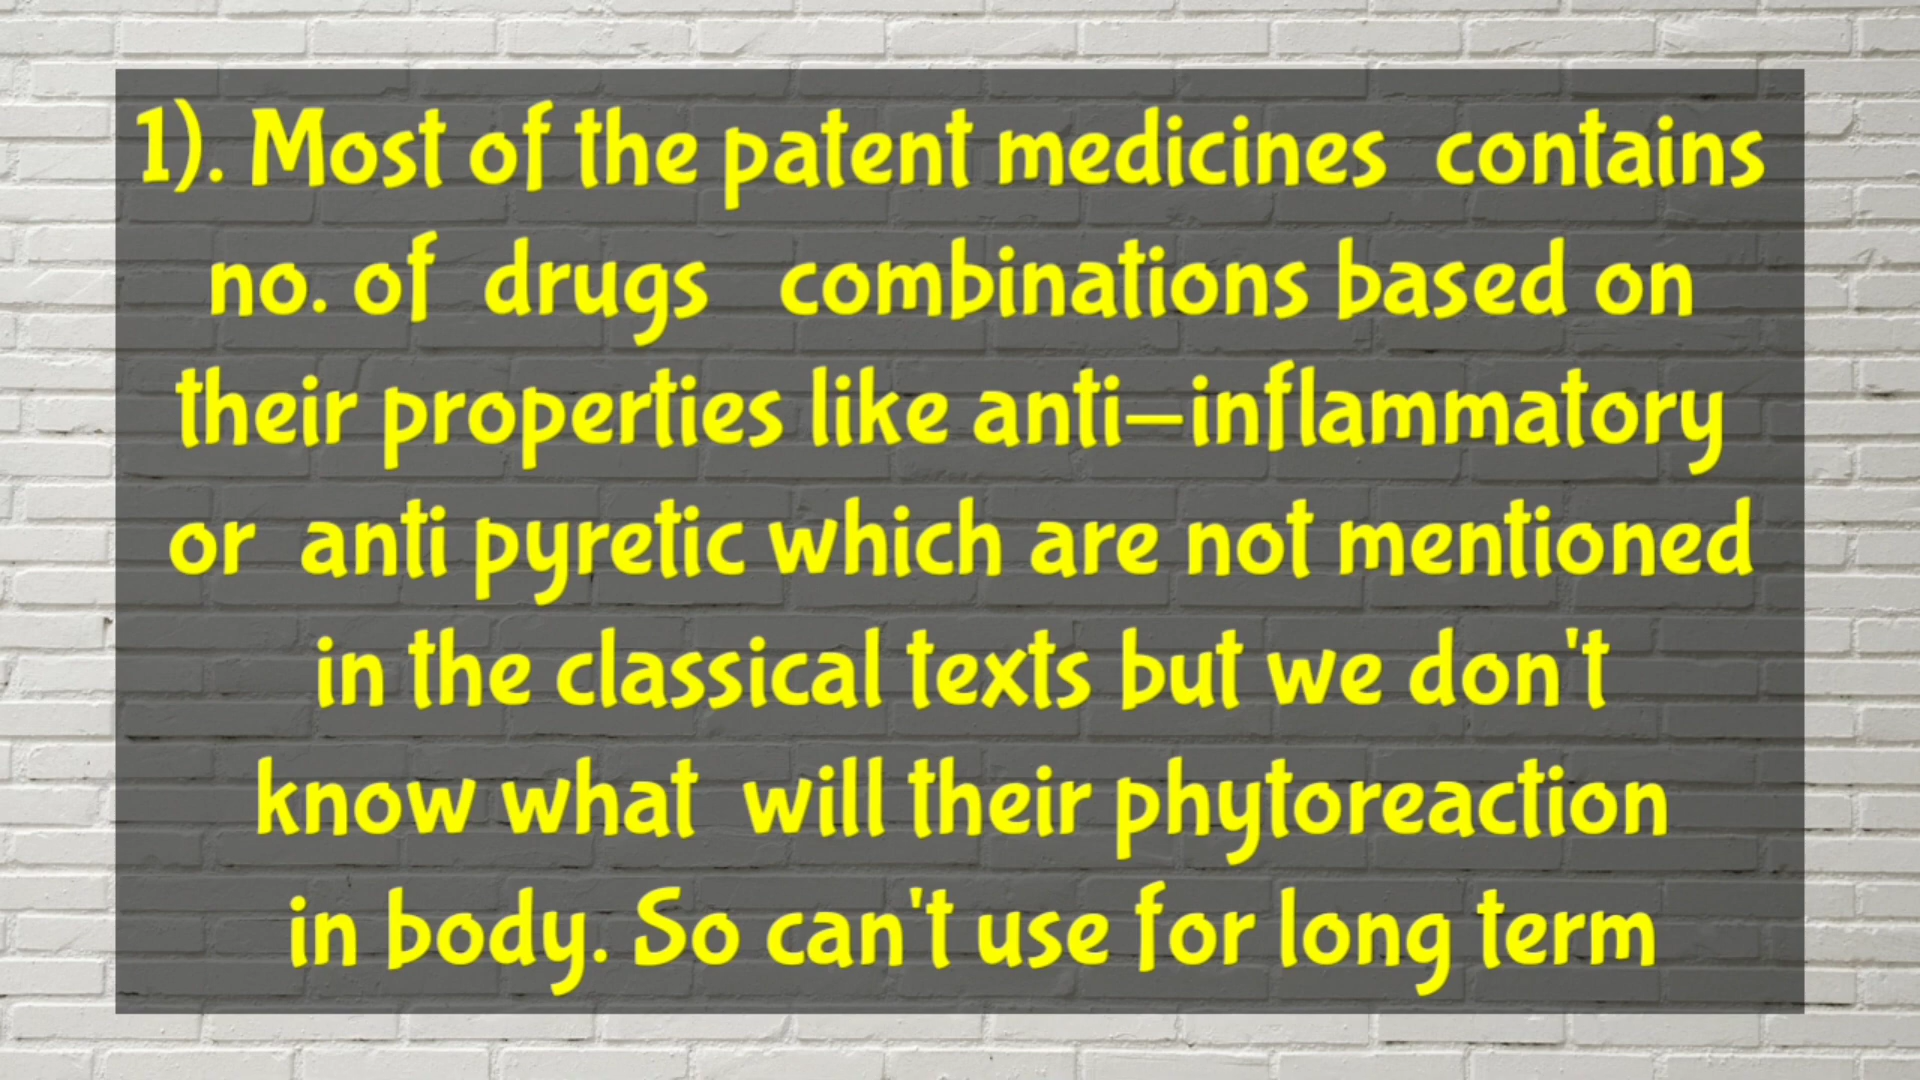 1). Most of the patent medicines contains
no. of drugs combinations based on
their properties like anti-inflammatory
or anti pyretic which are not mentioned
in the classical texts but we don't
know what will their phytoreaction
in body. So can't use for long term